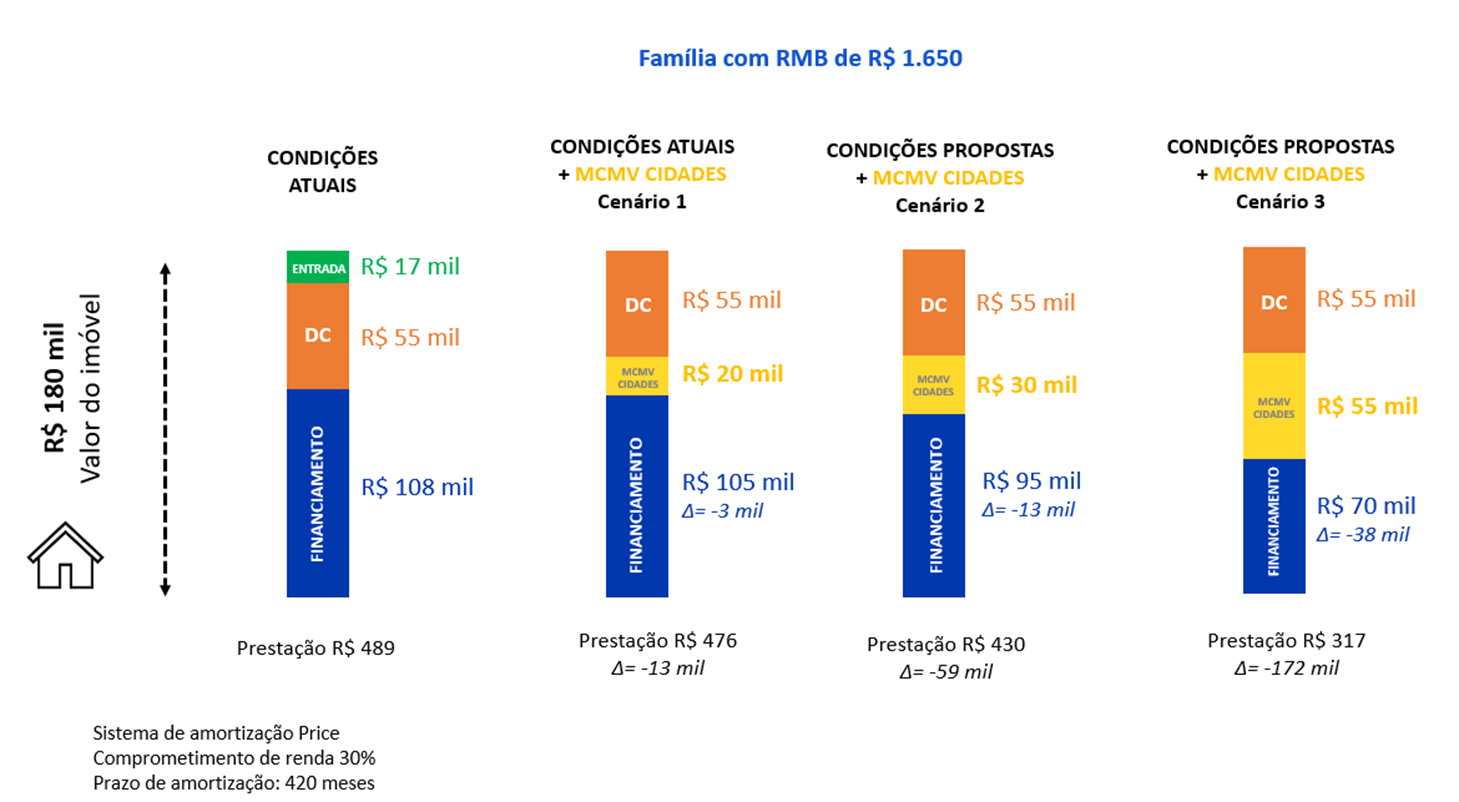 Família com RMB de R$ 1.650
R$ 180 mil
Valor do imóvel
CONDIÇÕES
ATUAIS
ENTRADA
R$ 17 mil
DC
R$ 55 mil
FINANCIAMENTO
R$ 108 mil
Prestação R$ 489
CONDIÇÕES ATUAIS
+ MCMV CIDADES
Cenário 1
DC
R$ 55 mil
MCMV
CIDADES
R$ 20 mil
FINANCIAMENTO
R$ 105 mil
Δ= -3 mil
Prestação R$ 476
Δ= -13 mil
CONDIÇÕES PROPOSTAS
+ MCMV CIDADES
Cenário 2
DC
R$ 55 mil
MCMV
CIDADES
R$ 30 mil
FINANCIAMENTO
R$ 95 mil
Δ= -13 mil
Prestação R$ 430
Δ= -59 mil
CONDIÇÕES PROPOSTAS
+ MCMV CIDADES
Cenário 3
DC
R$ 55 mil
MCMV
CIDADES
R$ 55 mil
FINANCIAMENTO
R$ 70 mil
Δ= -38 mil
Prestação R$ 317
Δ= -172 mil
Sistema de amortização Price
Comprometimento de renda 30%
Prazo de amortização: 420 meses